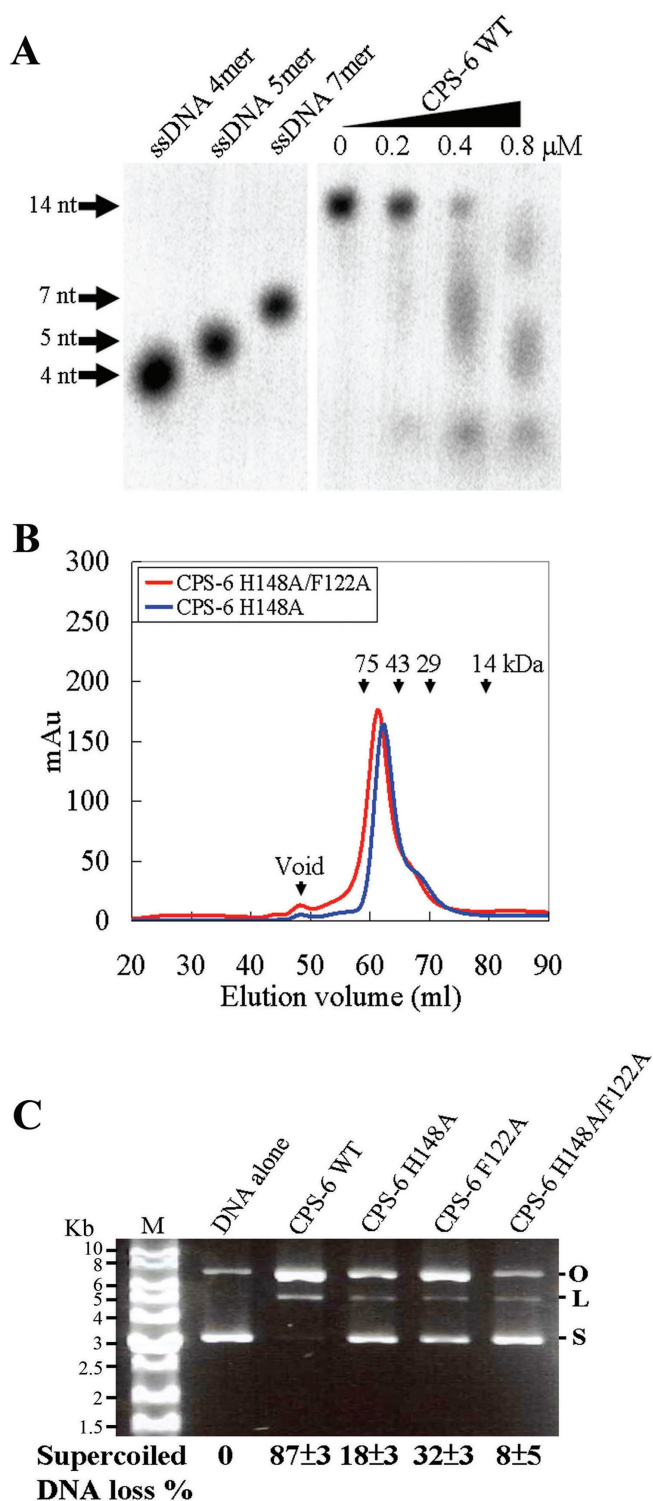 A
ssDNA 4mer
ssDNA 5mer
ssDNA 7mer
CPS-6 WT
0 0.2 0.4 0.8 μM
14 nt
7 nt
5 nt
4 nt
B
300
250
200
150
100
50
0
mAu
CPS-6 H148A/F122A
CPS-6 H148A
75 43 29 14 kDa
Void
20 30 40 50 60 70 80 90
Elution volume (ml)
C
Kb M
DNA alone
CPS-6 WT
CPS-6 H148A
CPS-6 F122A
CPS-6 H148A/F122A
10
8
6
5
4
3
2.5
2
1.5
O
L
S
Supercoiled 0 87±3 18±3 32±3 8±5
DNA loss %